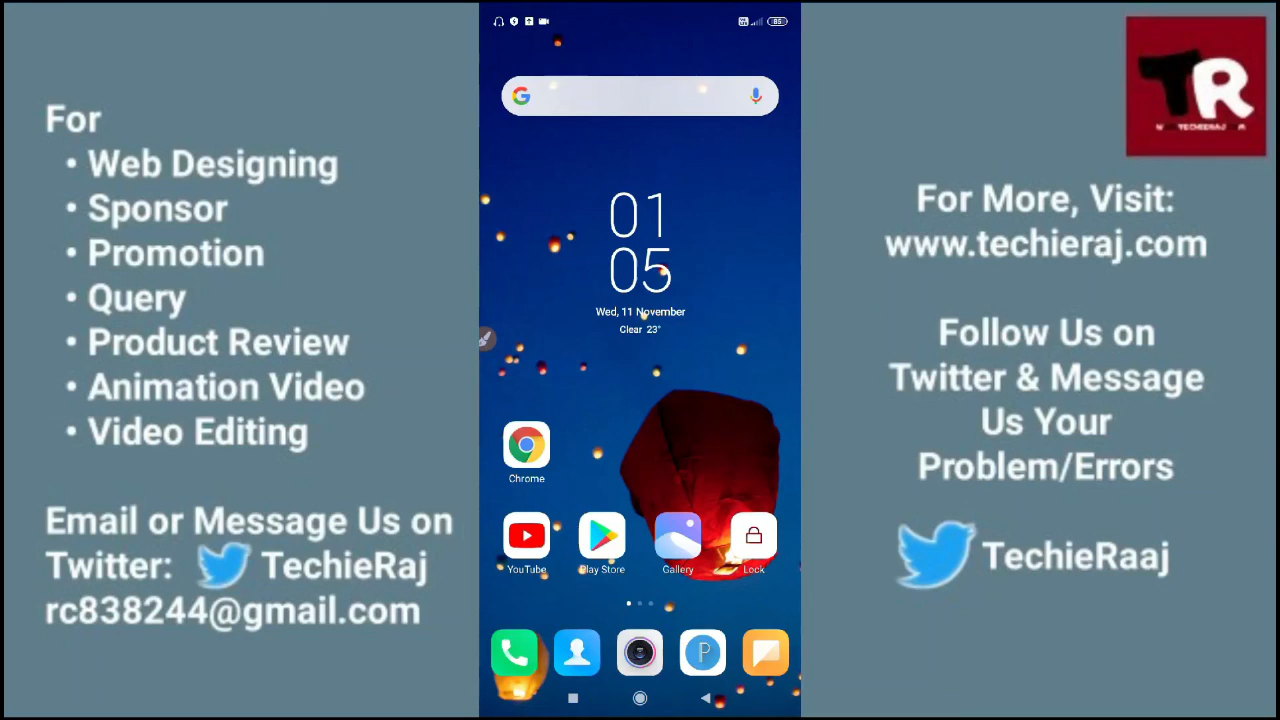 For
• Web Designing
• Sponsor
• Promotion
• Query
• Product Review
• Animation Video
• Video Editing
Email or Message Us on
Twitter: TechieRaj
rc838244@gmail.com
85
01
05
Wed, 11 November
Clear 23°
Chrome
YouTube
Play Store
Gallery
Lock
P
TR
For More, Visit:
www.techieraj.com
Follow Us on
Twitter & Message
Us Your
Problem/Errors
TechieRaaj